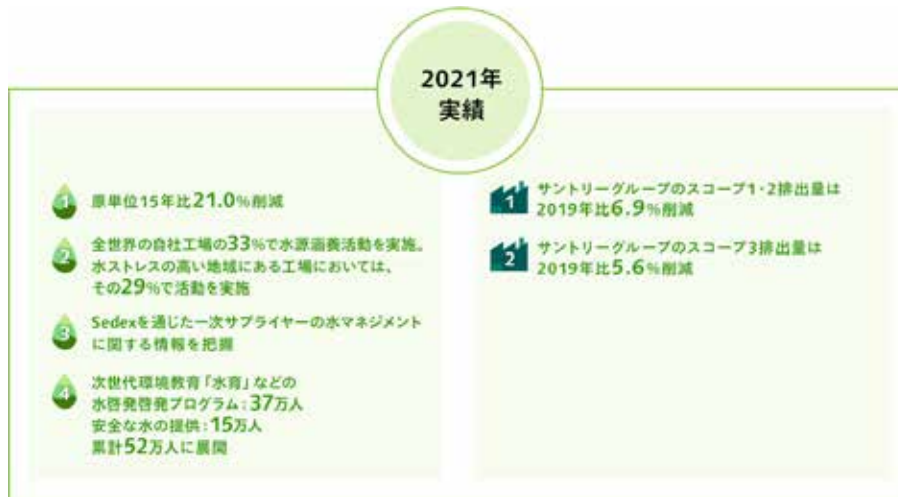 2021年
実績
1
原単位15年比21.0%削減
2
全世界の自社工場の33%で水源涵養活動を実施。
水ストレスの高い地域にある工場においては、
その29%で活動を実施
3
Sedexを通じた一次サプライヤーの水マネジメント
に関する情報を把握
4
次世代環境教育「水育」などの
水啓発啓発プログラム:37万人
安全な水の提供:15万人
累計52万人に展開
1
サントリーグループのスコープ1・2排出量は
2019年比6.9%削減
2
サントリーグループのスコープ3排出量は
2019年比5.6%削減